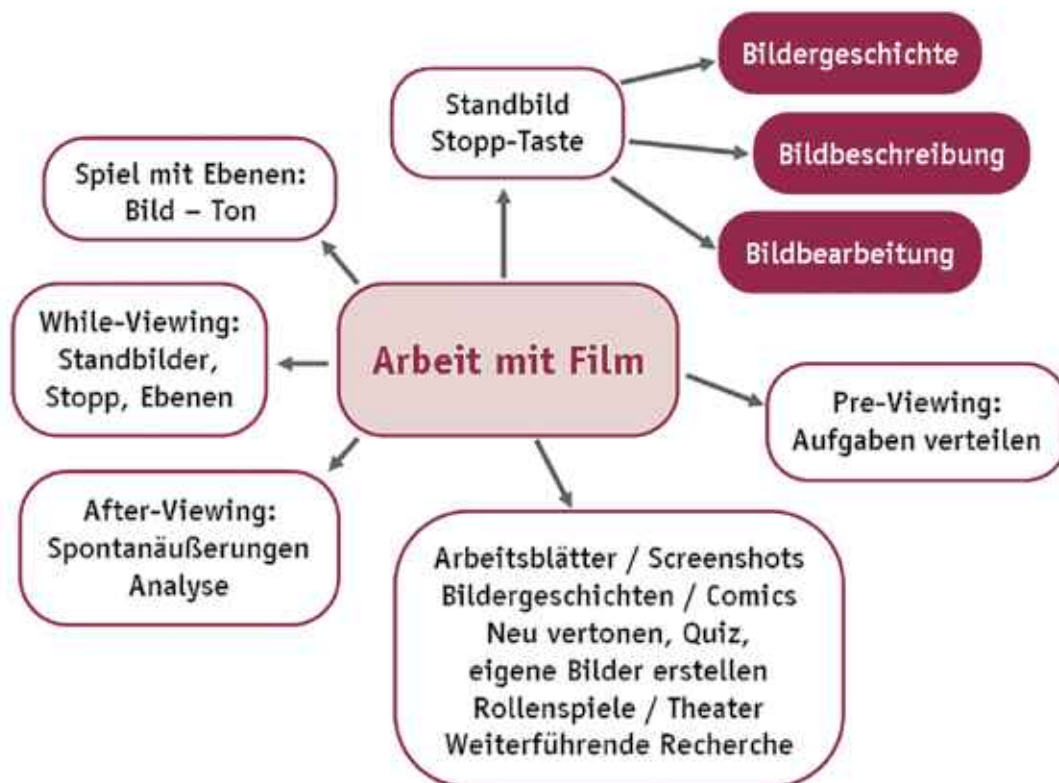 Bildergeschichte
Standbild
Stopp-Taste
Bildbeschreibung
Bildbearbeitung
Spiel mit Ebenen:
Bild – Ton
While-Viewing:
Standbilder,
Stopp, Ebenen
Arbeit mit Film
Pre-Viewing:
Aufgaben verteilen
After-Viewing:
Spontanäußerungen
Analyse
Arbeitsblätter / Screenshots
Bildergeschichten / Comics
Neu vertonen, Quiz,
eigene Bilder erstellen
Rollenspiele / Theater
Weiterführende Recherche